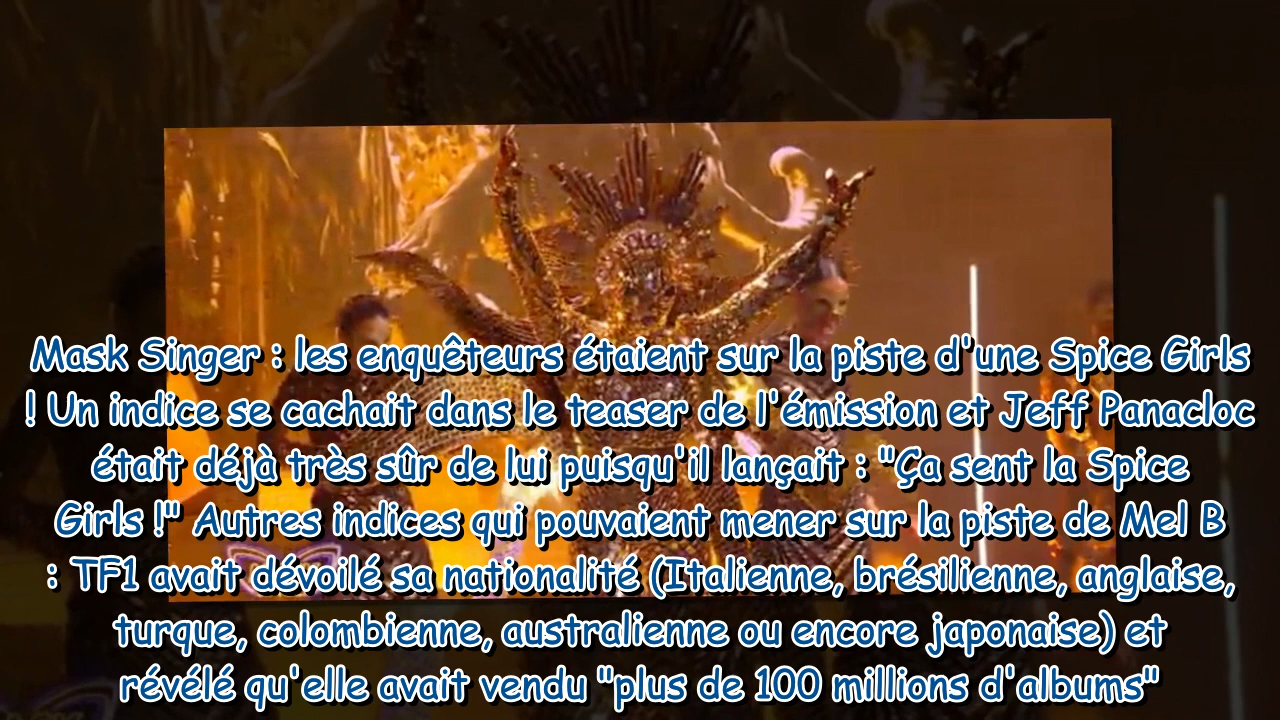 Mask Singer : les enquêteurs étaient sur la piste d'une Spice Girls
! Un indice se cachait dans le teaser de l'émission et Jeff Panacloc
était déjà très sûr de lui puisqu'il lançait : "Ça sent la Spice
Girls !" Autres indices qui pouvaient mener sur la piste de Mel B
: TF1 avait dévoilé sa nationalité (Italienne, brésilienne, anglaise,
turque, colombienne, australienne ou encore japonaise) et
révélé qu'elle avait vendu "plus de 100 millions d'albums"